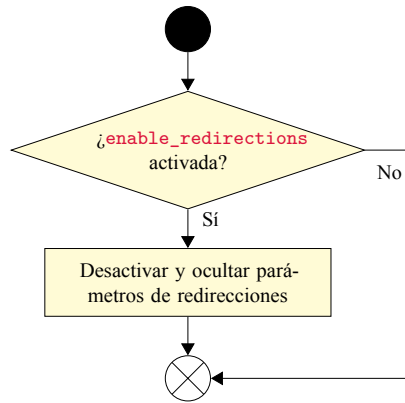 ¿enable_redirections
activada?
No
Sí
Desactivar y ocultar pará-
metros de redirecciones